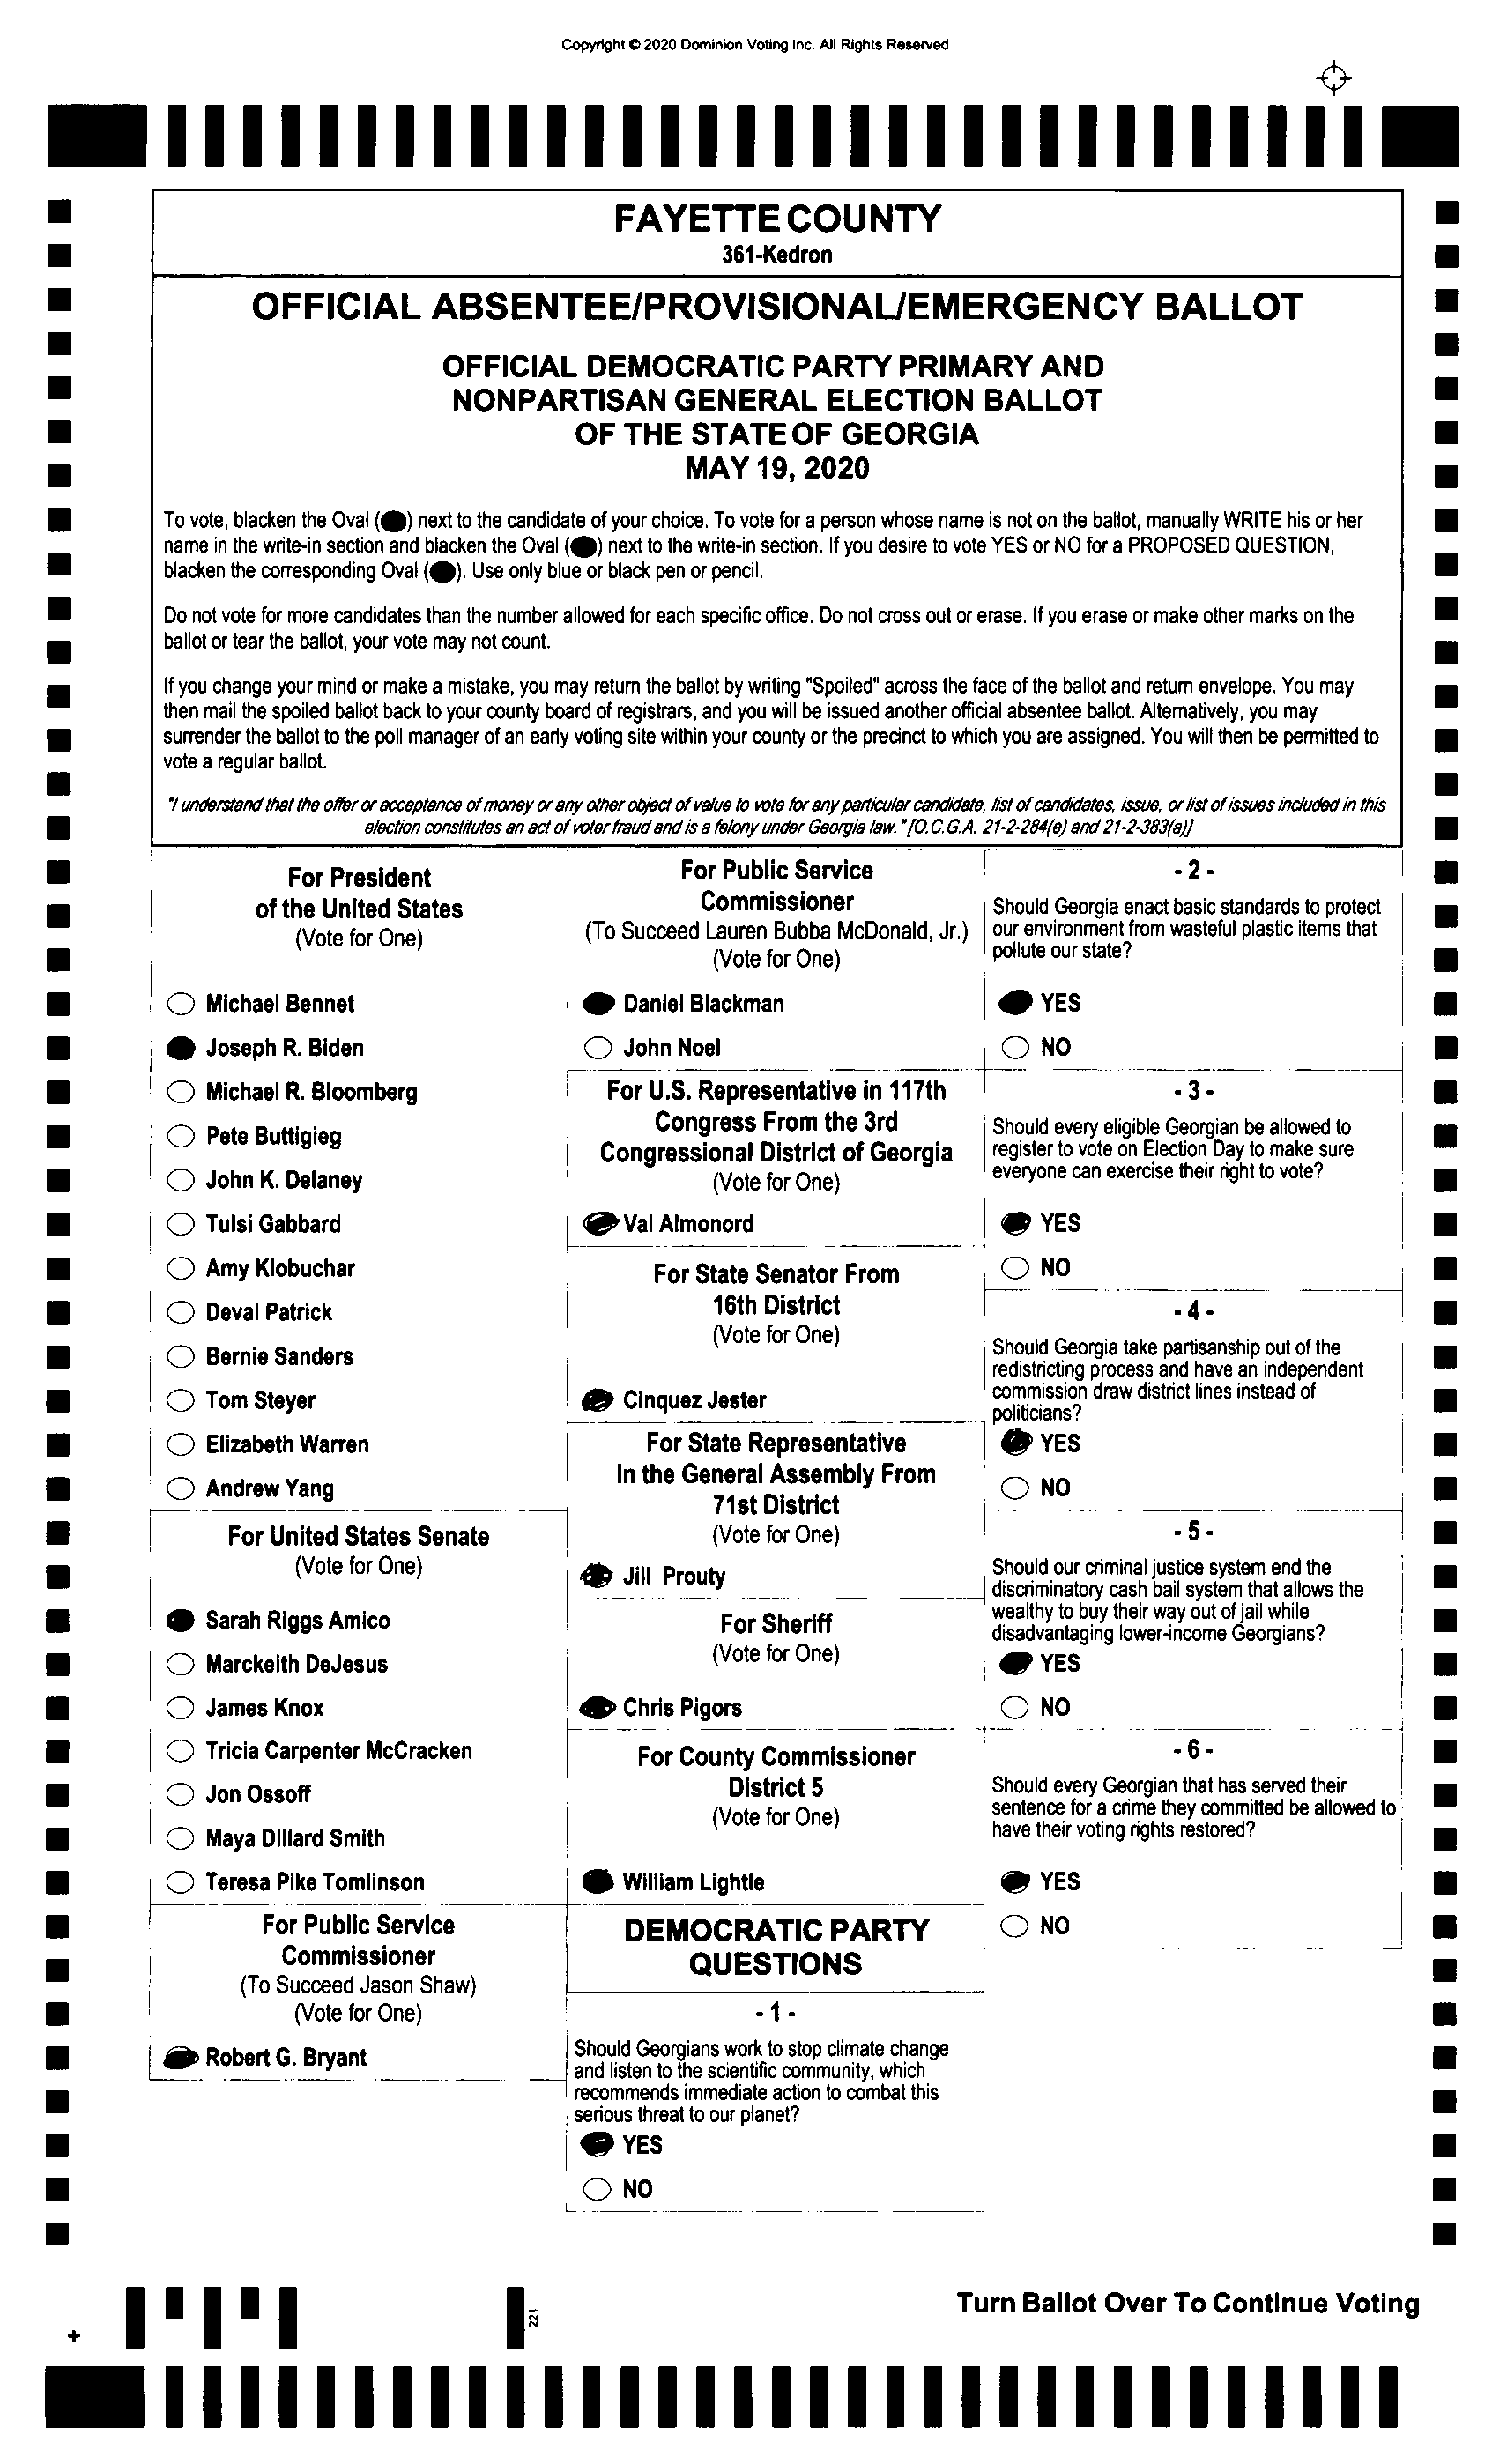 Copyright © 2020 Dominion Voting Inc. All Rights Reserved
FAYETTE COUNTY
361-Kedron
OFFICIAL ABSENTEE/PROVISIONAL/EMERGENCY BALLOT
OFFICIAL DEMOCRATIC PARTY PRIMARY AND
NONPARTISAN GENERAL ELECTION BALLOT
OF THE STATE OF GEORGIA
MAY 19, 2020
To vote, blacken the Oval (⬬) next to the candidate of your choice. To vote for a person whose name is not on the ballot, manually WRITE his or her
name in the write-in section and blacken the Oval (⬬) next to the write-in section. If you desire to vote YES or NO for a PROPOSED QUESTION,
blacken the corresponding Oval (⬬). Use only blue or black pen or pencil.
Do not vote for more candidates than the number allowed for each specific office. Do not cross out or erase. If you erase or make other marks on the
ballot or tear the ballot, your vote may not count.
If you change your mind or make a mistake, you may return the ballot by writing "Spoiled" across the face of the ballot and return envelope. You may
then mail the spoiled ballot back to your county board of registrars, and you will be issued another official absentee ballot. Alternatively, you may
surrender the ballot to the poll manager of an early voting site within your county or the precinct to which you are assigned. You will then be permitted to
vote a regular ballot.
"I understand that the offer or acceptance of money or any other object of value to vote for any particular candidate, list of candidates, issue, or list of issues included in this
election constitutes an act of voter fraud and is a felony under Georgia law." [O.C.G.A. 21-2-284(e) and 21-2-383(a)]
For President
of the United States
(Vote for One)
Michael Bennet
Joseph R. Biden
Michael R. Bloomberg
Pete Buttigieg
John K. Delaney
Tulsi Gabbard
Amy Klobuchar
Deval Patrick
Bernie Sanders
Tom Steyer
Elizabeth Warren
Andrew Yang
For United States Senate
(Vote for One)
Sarah Riggs Amico
Marckeith DeJesus
James Knox
Tricia Carpenter McCracken
Jon Ossoff
Maya Dillard Smith
Teresa Pike Tomlinson
For Public Service
Commissioner
(To Succeed Jason Shaw)
(Vote for One)
Robert G. Bryant
For Public Service
Commissioner
(To Succeed Lauren Bubba McDonald, Jr.)
(Vote for One)
Daniel Blackman
John Noel
For U.S. Representative in 117th
Congress From the 3rd
Congressional District of Georgia
(Vote for One)
Val Almonord
For State Senator From
16th District
(Vote for One)
Cinquez Jester
For State Representative
In the General Assembly From
71st District
(Vote for One)
Jill Prouty
For Sheriff
(Vote for One)
Chris Pigors
For County Commissioner
District 5
(Vote for One)
William Lightle
DEMOCRATIC PARTY
QUESTIONS
- 1 -
Should Georgians work to stop climate change
and listen to the scientific community, which
recommends immediate action to combat this
serious threat to our planet?
YES
NO
- 2 -
Should Georgia enact basic standards to protect
our environment from wasteful plastic items that
pollute our state?
YES
NO
- 3 -
Should every eligible Georgian be allowed to
register to vote on Election Day to make sure
everyone can exercise their right to vote?
YES
NO
- 4 -
Should Georgia take partisanship out of the
redistricting process and have an independent
commission draw district lines instead of
politicians?
YES
NO
- 5 -
Should our criminal justice system end the
discriminatory cash bail system that allows the
wealthy to buy their way out of jail while
disadvantaging lower-income Georgians?
YES
NO
- 6 -
Should every Georgian that has served their
sentence for a crime they committed be allowed to
have their voting rights restored?
YES
NO
Turn Ballot Over To Continue Voting
221